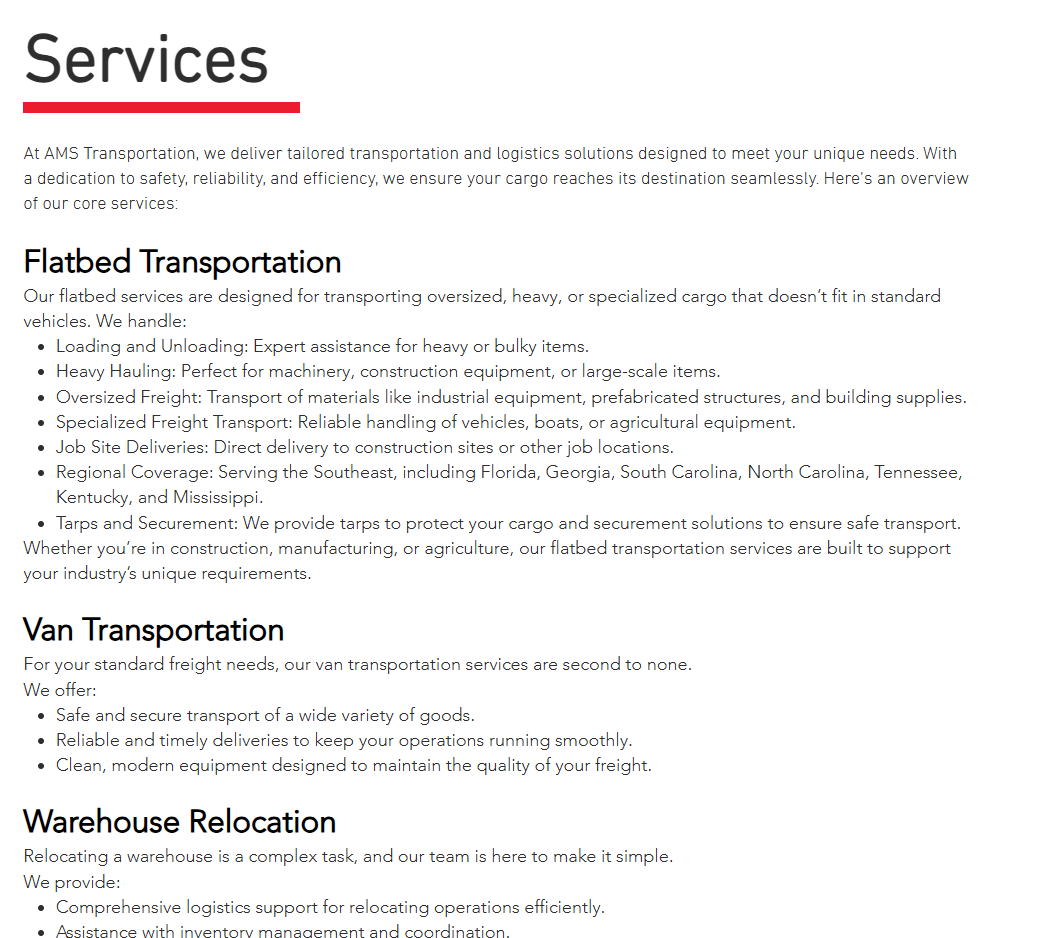 Services
At AMS Transportation, we deliver tailored transportation and logistics solutions designed to meet your unique needs. With
a dedication to safety, reliability, and efficiency, we ensure your cargo reaches its destination seamlessly. Here's an overview
of our core services:
Flatbed Transportation
Our flatbed services are designed for transporting oversized, heavy, or specialized cargo that doesn't fit in standard
vehicles. We handle:
• Loading and Unloading: Expert assistance for heavy or bulky items.
• Heavy Hauling: Perfect for machinery, construction equipment, or large-scale items.
• Oversized Freight: Transport of materials like industrial equipment, prefabricated structures, and building supplies.
• Specialized Freight Transport: Reliable handling of vehicles, boats, or agricultural equipment.
• Job Site Deliveries: Direct delivery to construction sites or other job locations.
• Regional Coverage: Serving the Southeast, including Florida, Georgia, South Carolina, North Carolina, Tennessee,
Kentucky, and Mississippi.
• Tarps and Securement: We provide tarps to protect your cargo and securement solutions to ensure safe transport.
Whether you're in construction, manufacturing, or agriculture, our flatbed transportation services are built to support
your industry's unique requirements.
Van Transportation
For your standard freight needs, our van transportation services are second to none.
We offer:
• Safe and secure transport of a wide variety of goods.
• Reliable and timely deliveries to keep your operations running smoothly.
• Clean, modern equipment designed to maintain the quality of your freight.
Warehouse Relocation
Relocating a warehouse is a complex task, and our team is here to make it simple.
We provide:
• Comprehensive logistics support for relocating operations efficiently.
• Assistance with inventory management and coordination.